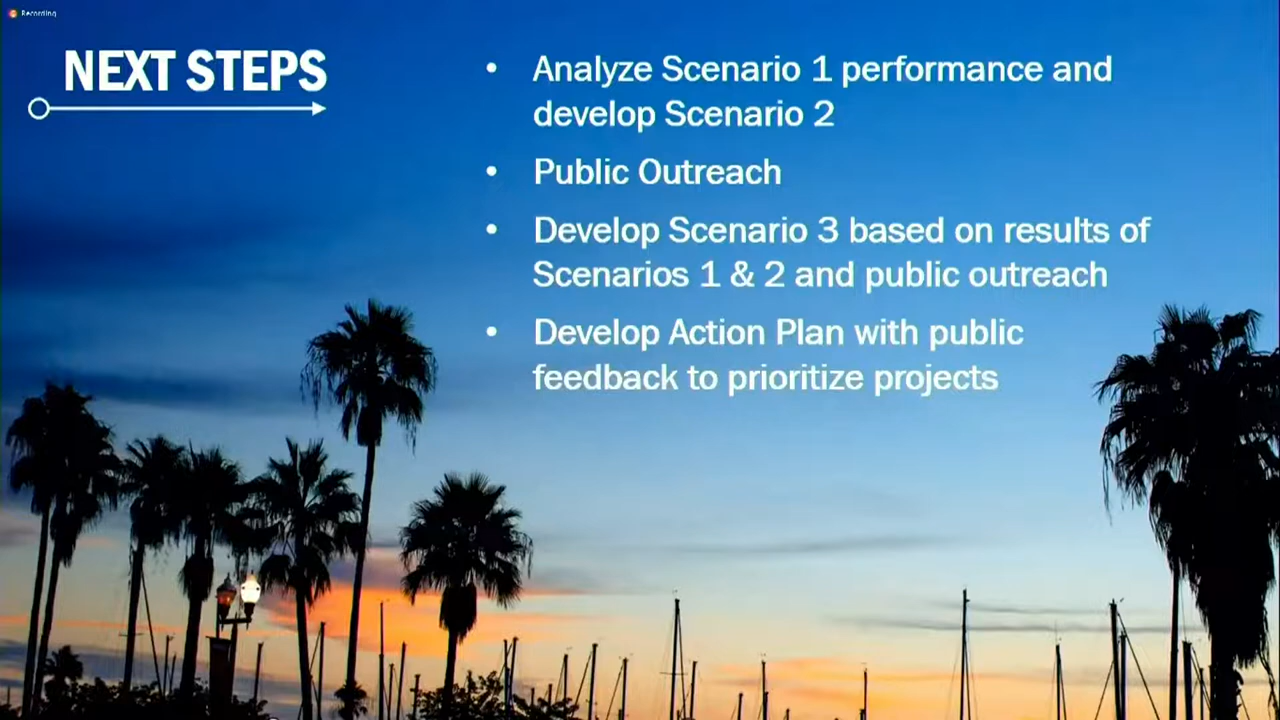 Recording
NEXT STEPS
• Analyze Scenario 1 performance and
develop Scenario 2
• Public Outreach
• Develop Scenario 3 based on results of
Scenarios 1 & 2 and public outreach
• Develop Action Plan with public
feedback to prioritize projects